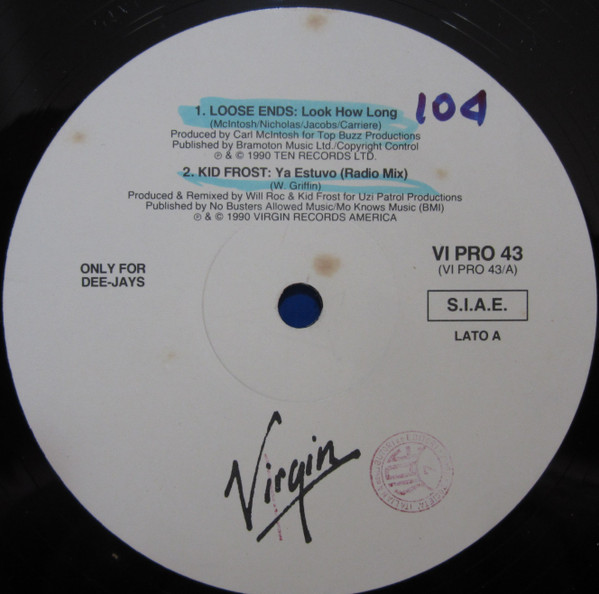 1. LOOSE ENDS: Look How Long
(McIntosh/Nicholas/Jacobs/Carriere)
Produced by Carl McIntosh for Top Buzz Productions
Published by Bramoton Music Ltd./Copyright Control
℗ & © 1990 TEN RECORDS LTD.
104
2. KID FROST: Ya Estuvo (Radio Mix)
(W. Griffin)
Produced & Remixed by Will Roc & Kid Frost for Uzi Patrol Productions
Published by No Busters Allowed Music/Mo Knows Music (BMI)
℗ & © 1990 VIRGIN RECORDS AMERICA
ONLY FOR
DEE-JAYS
VI PRO 43
(VI PRO 43/A)
S.I.A.E.
LATO A
Virgin